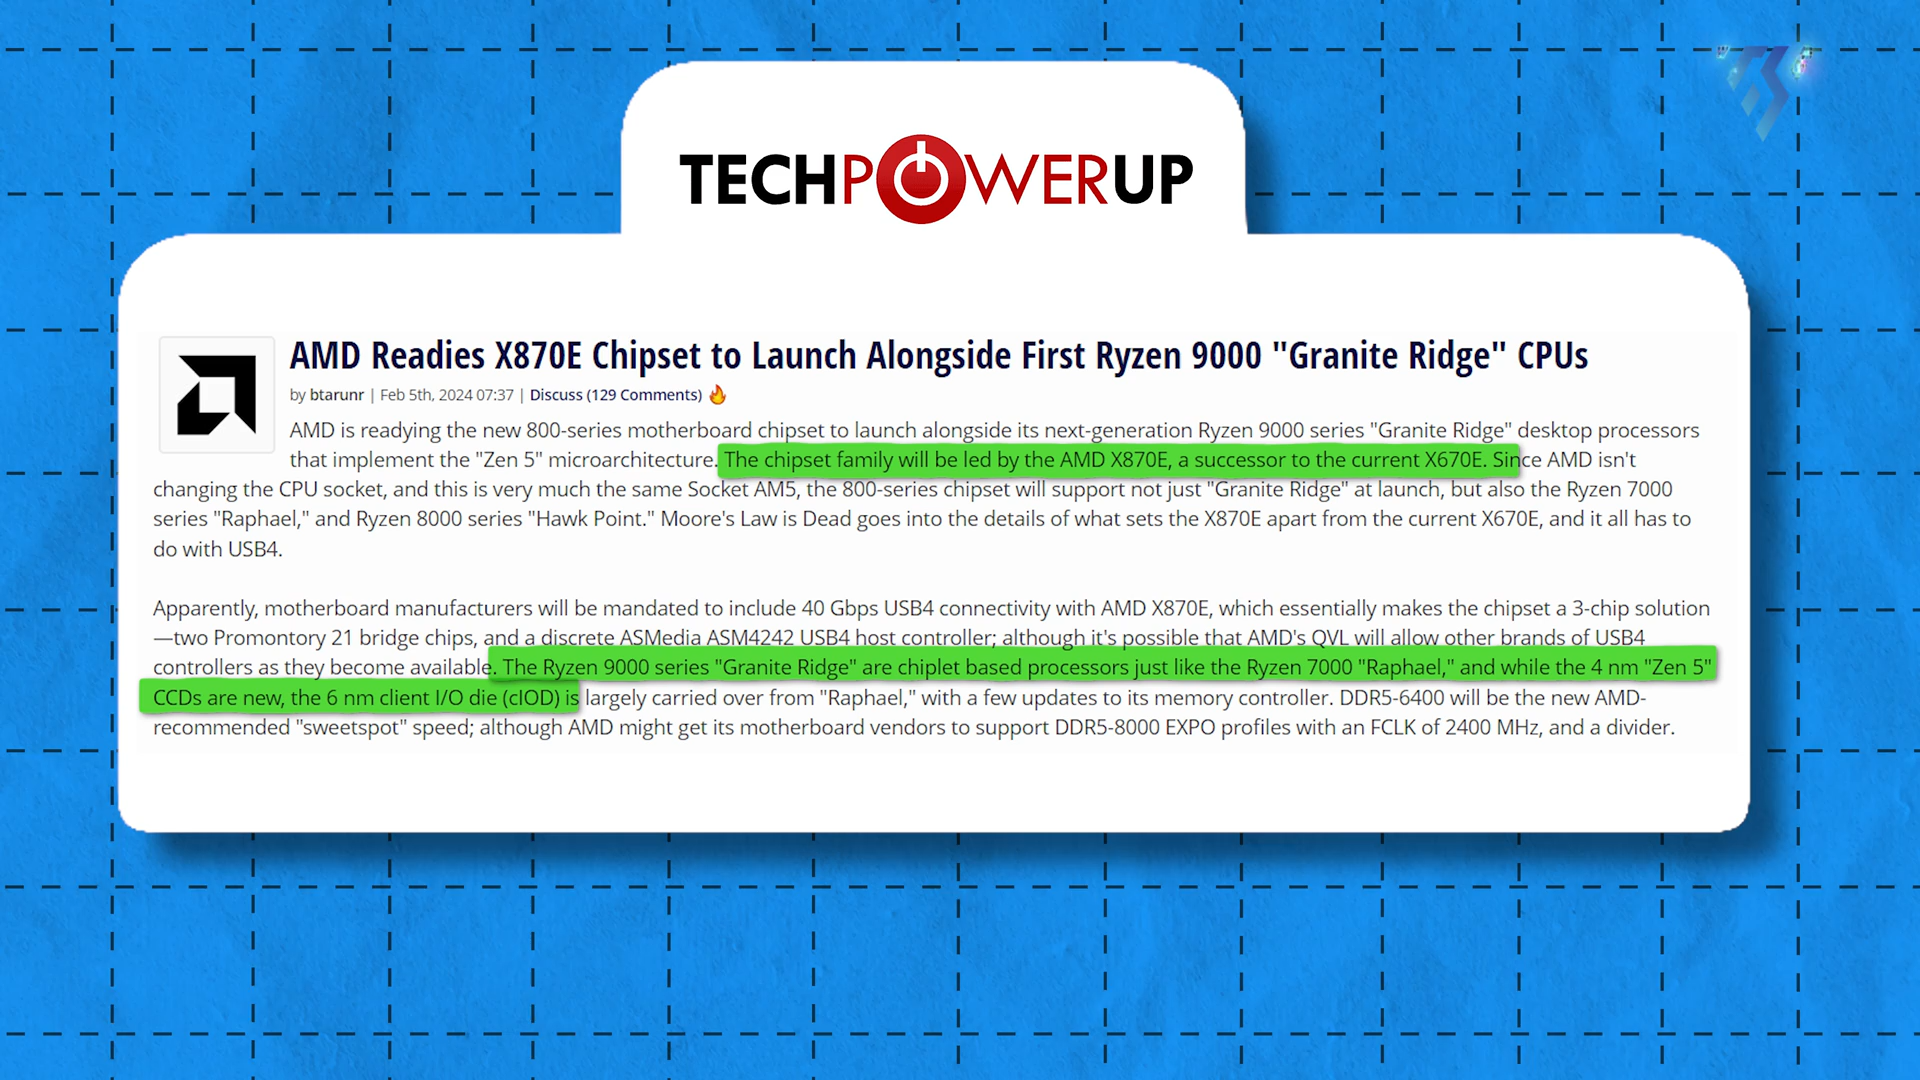 TECHPOWERUP
AMD Readies X870E Chipset to Launch Alongside First Ryzen 9000 "Granite Ridge" CPUs
by btarunr | Feb 5th, 2024 07:37 | Discuss (129 Comments)
AMD is readying the new 800-series motherboard chipset to launch alongside its next-generation Ryzen 9000 series "Granite Ridge" desktop processors
that implement the "Zen 5" microarchitecture. The chipset family will be led by the AMD X870E, a successor to the current X670E. Since AMD isn't
changing the CPU socket, and this is very much the same Socket AM5, the 800-series chipset will support not just "Granite Ridge" at launch, but also the Ryzen 7000
series "Raphael," and Ryzen 8000 series "Hawk Point." Moore's Law is Dead goes into the details of what sets the X870E apart from the current X670E, and it all has to
do with USB4.
Apparently, motherboard manufacturers will be mandated to include 40 Gbps USB4 connectivity with AMD X870E, which essentially makes the chipset a 3-chip solution
—two Promontory 21 bridge chips, and a discrete ASMedia ASM4242 USB4 host controller; although it's possible that AMD's QVL will allow other brands of USB4
controllers as they become available. The Ryzen 9000 series "Granite Ridge" are chiplet based processors just like the Ryzen 7000 "Raphael," and while the 4 nm "Zen 5"
CCDs are new, the 6 nm client I/O die (cIOD) is largely carried over from "Raphael," with a few updates to its memory controller. DDR5-6400 will be the new AMD-
recommended "sweetspot" speed; although AMD might get its motherboard vendors to support DDR5-8000 EXPO profiles with an FCLK of 2400 MHz, and a divider.